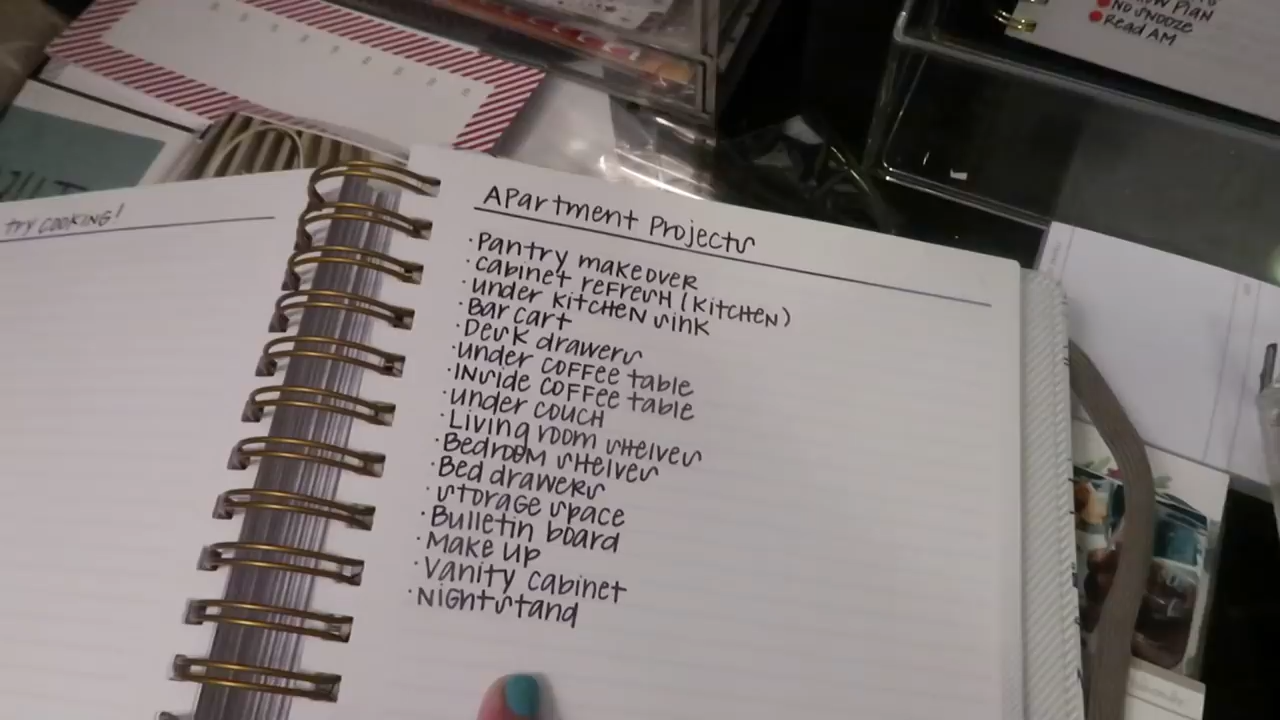 PLAN
NO SNOOZE
Read AM
TRY COOKING!
Apartment Projects
·Pantry makeover
·cabinet refresh (kitchen)
·under kitchen sink
·Bar cart
·Desk drawers
·under coffee table
·Inside coffee table
·under couch
·Living room shelves
·Bedroom shelves
·Bed drawers
·storage space
·Bulletin board
·Make up
·Vanity cabinet
·Nightstand